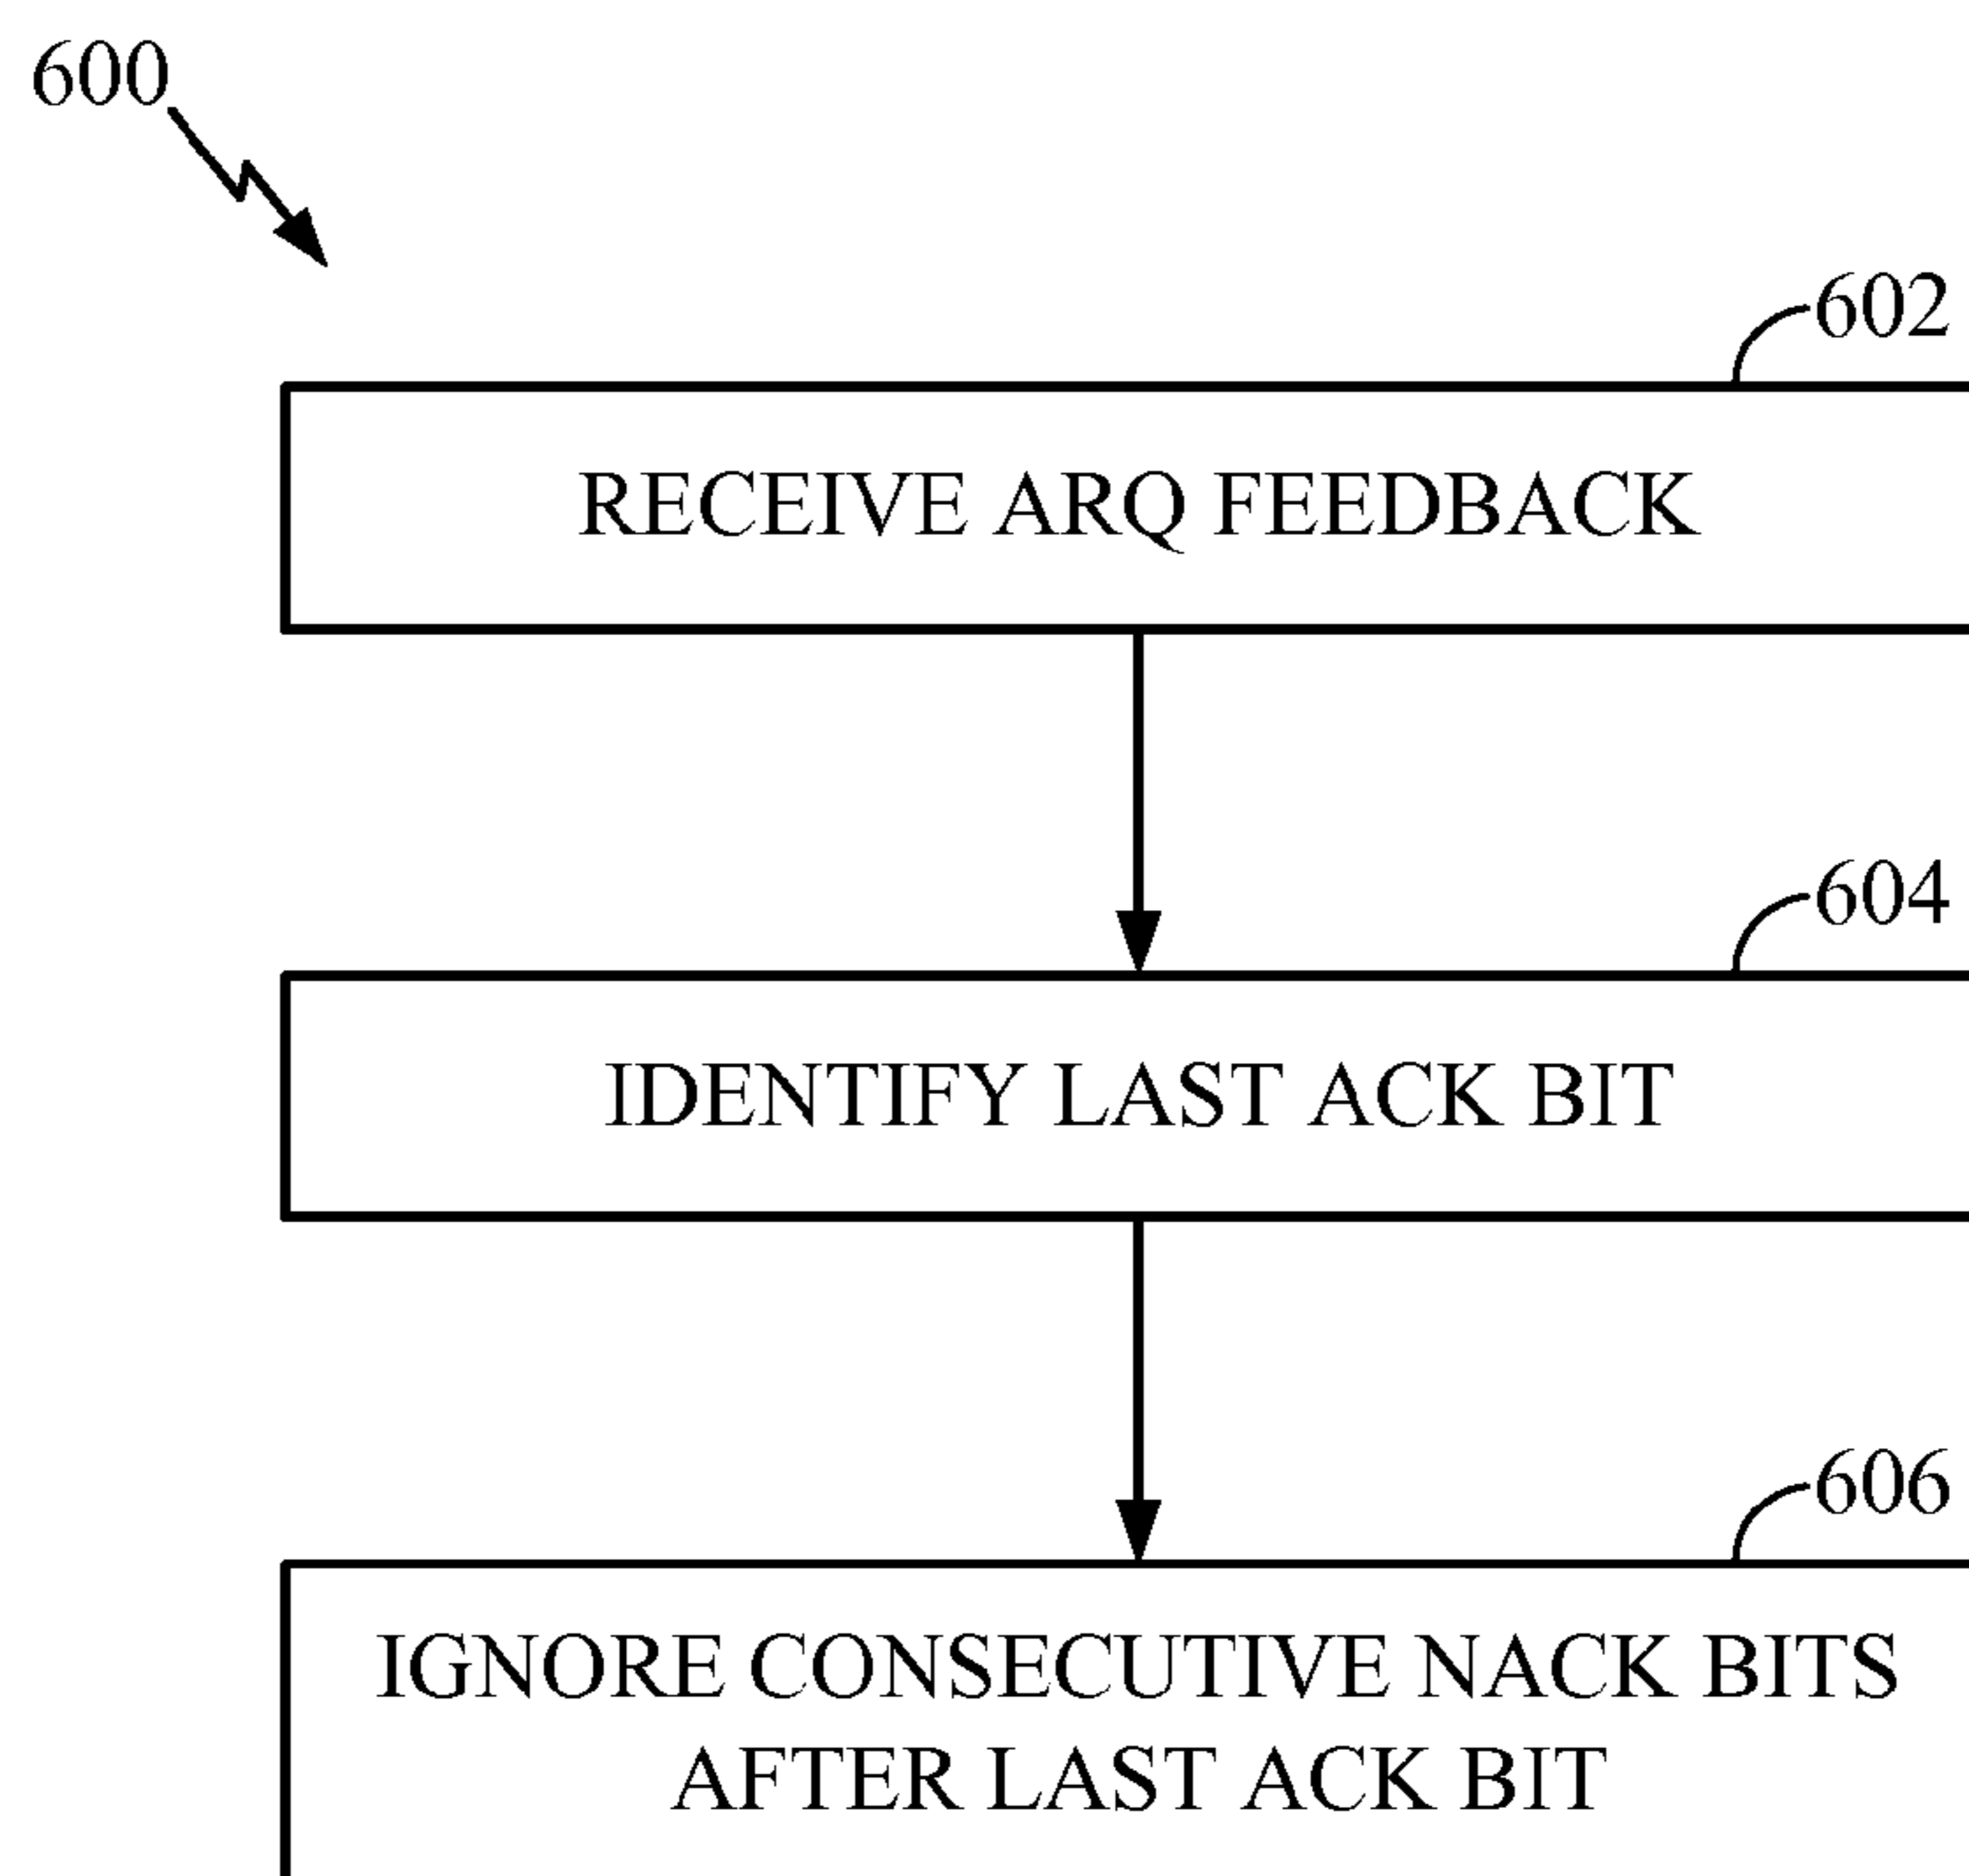 600
602
RECEIVE ARQ FEEDBACK
604
IDENTIFY LAST ACK BIT
606
IGNORE CONSECUTIVE NACK BITS
AFTER LAST ACK BIT